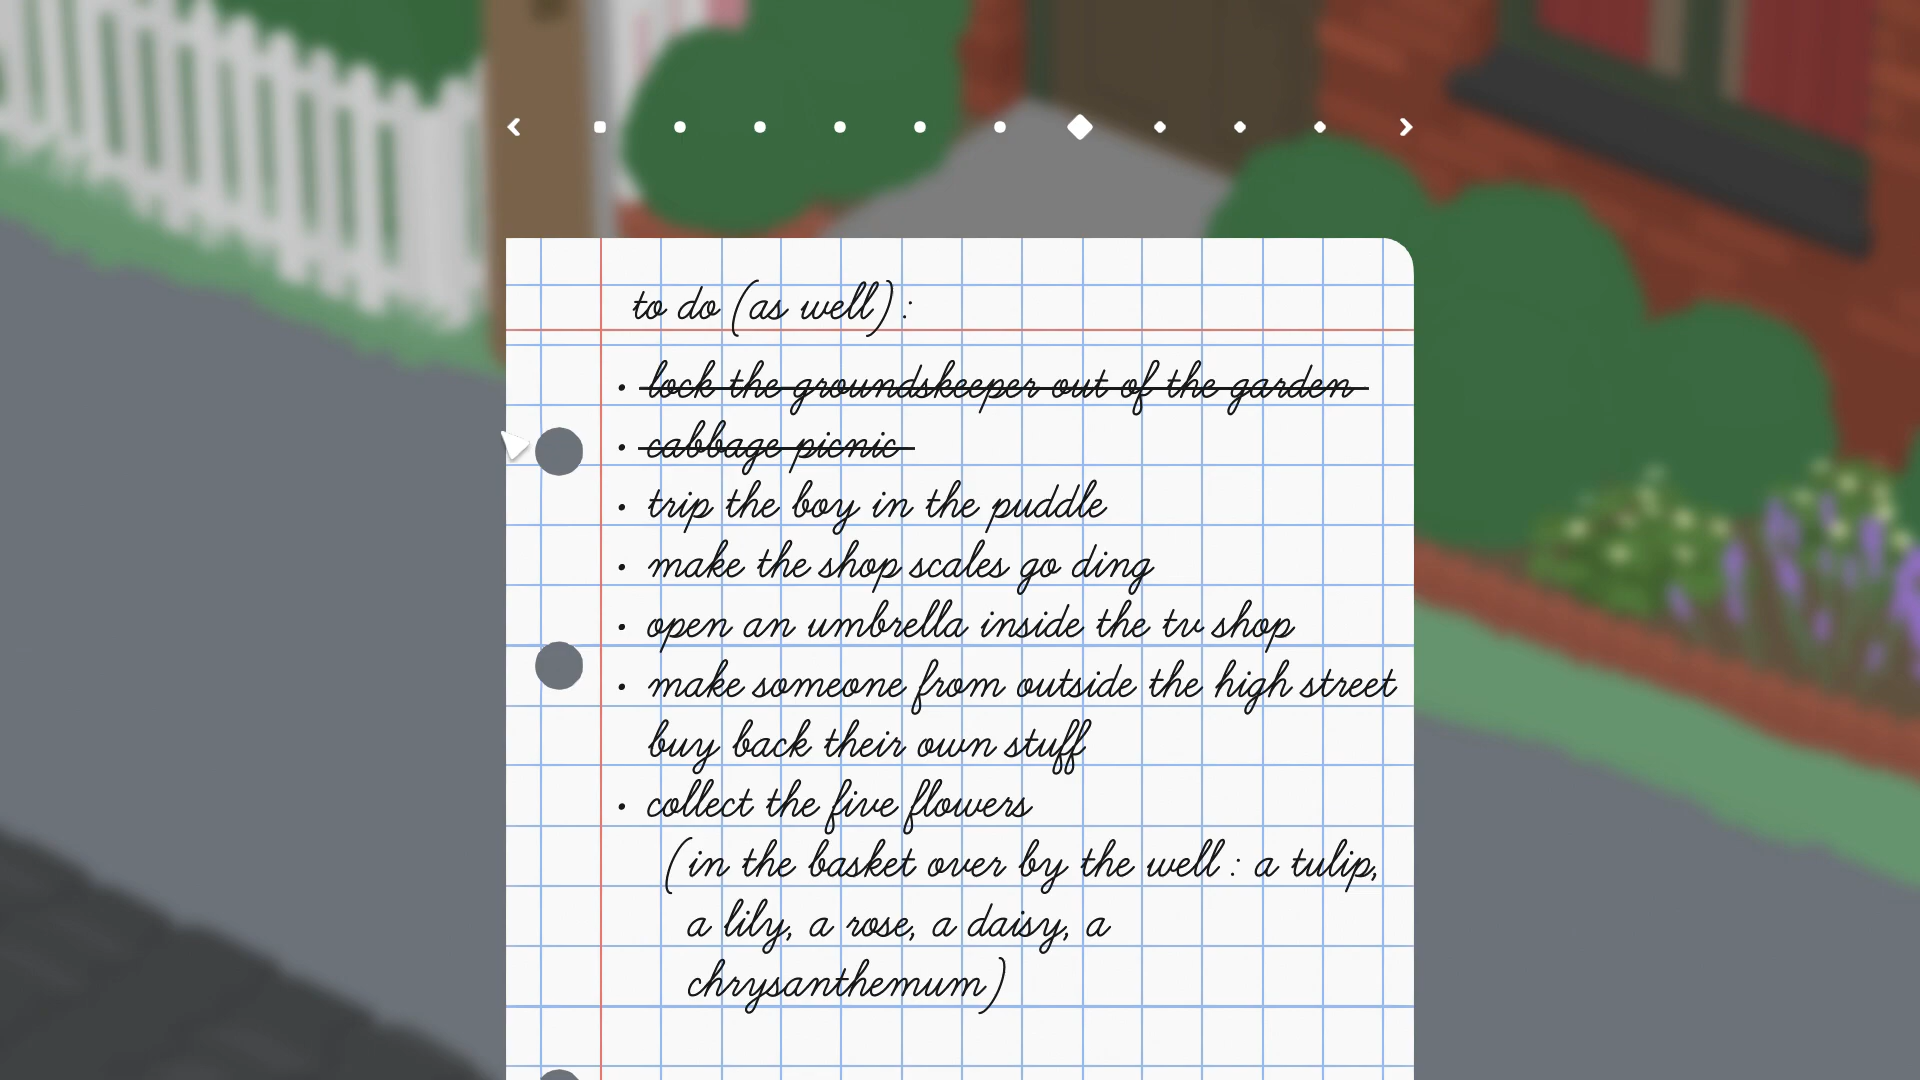 to do (as well) :
• lock the groundskeeper out of the garden
• cabbage picnic
• trip the boy in the puddle
• make the shop scales go ding
• open an umbrella inside the tv shop
• make someone from outside the high street
buy back their own stuff
• collect the five flowers
(in the basket over by the well : a tulip,
a lily, a rose, a daisy, a
chrysanthemum)